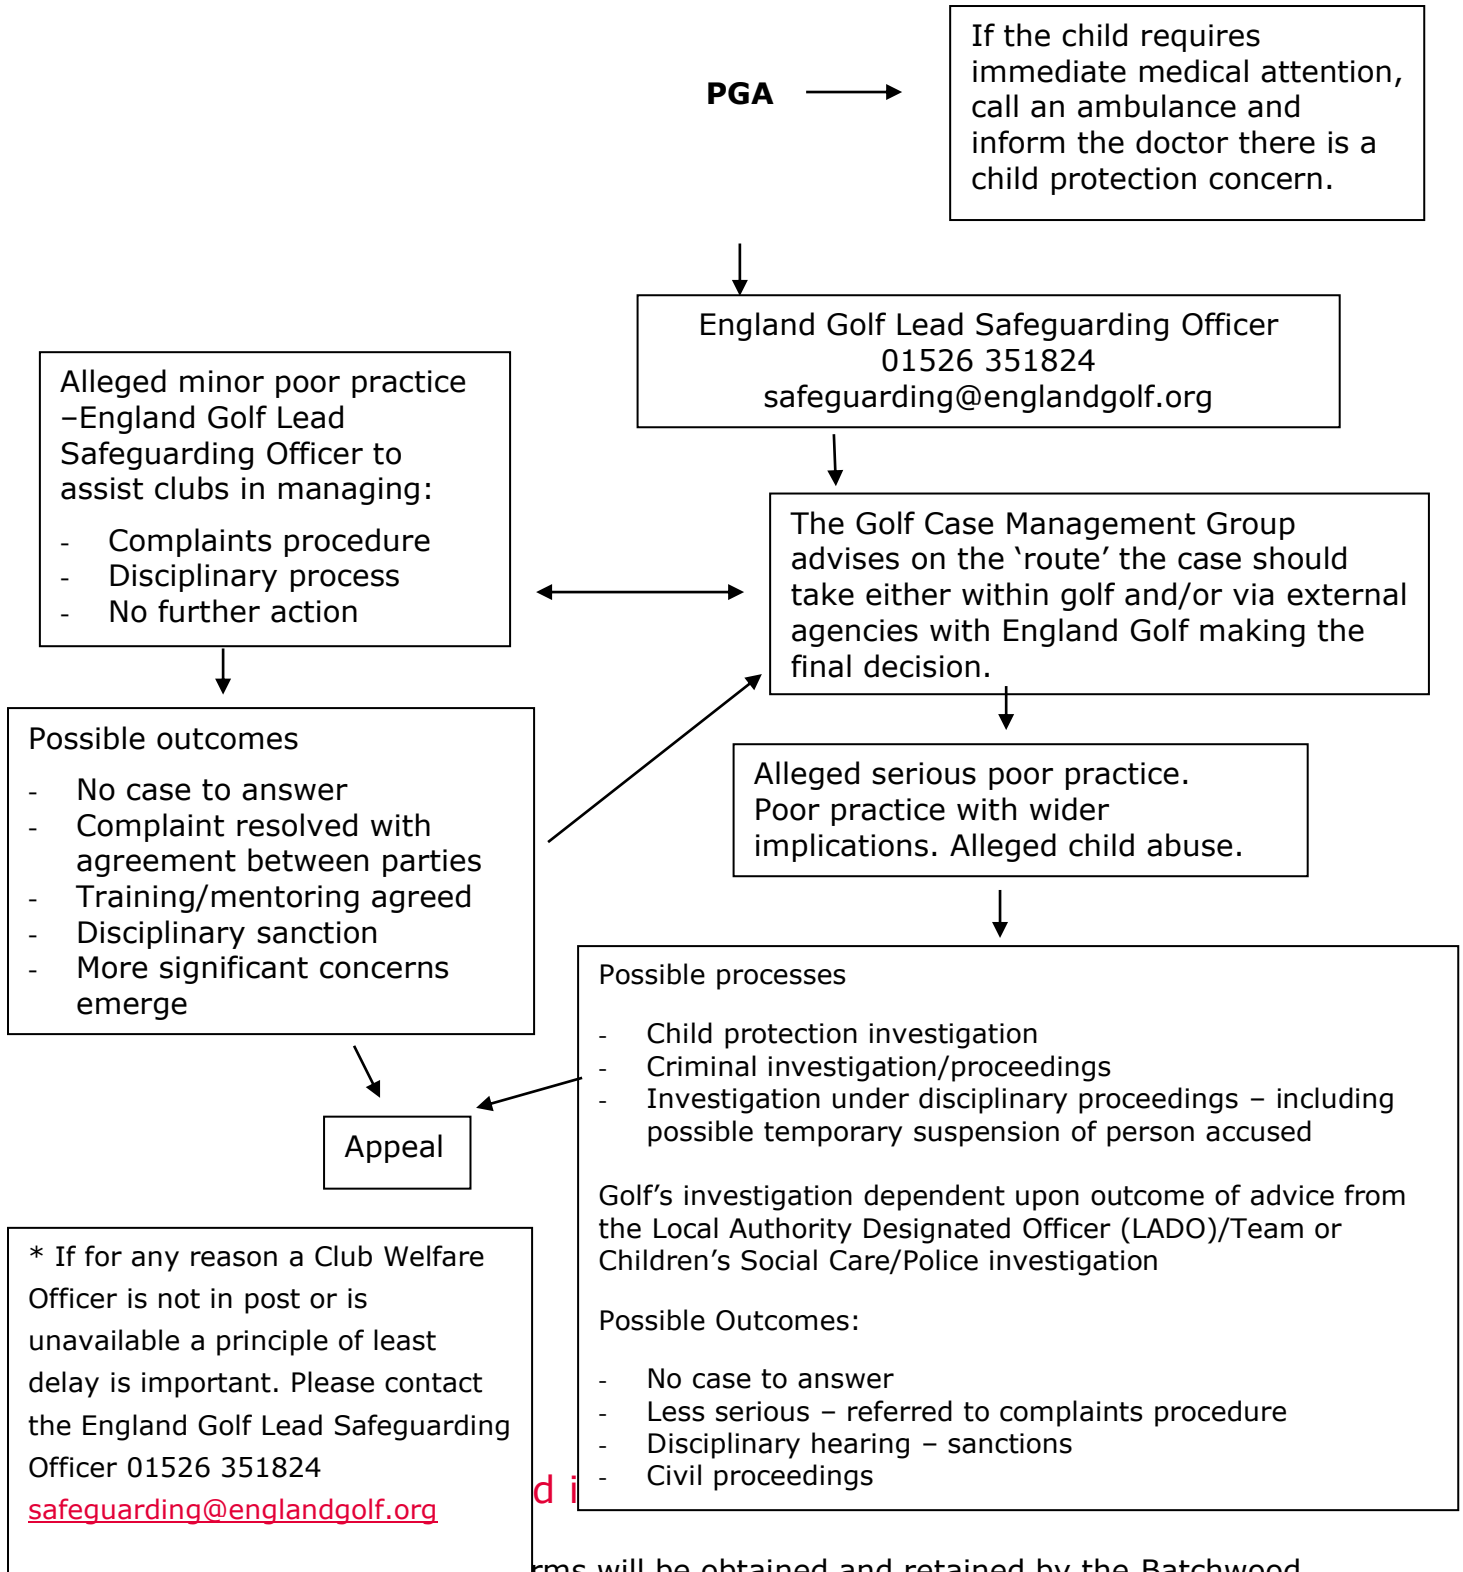 PGA
If the child requires
immediate medical attention,
call an ambulance and
inform the doctor there is a
child protection concern.
England Golf Lead Safeguarding Officer
01526 351824
safeguarding@englandgolf.org
Alleged minor poor practice
–England Golf Lead
Safeguarding Officer to
assist clubs in managing:
- Complaints procedure
- Disciplinary process
- No further action
The Golf Case Management Group
advises on the ‘route’ the case should
take either within golf and/or via external
agencies with England Golf making the
final decision.
Possible outcomes
- No case to answer
- Complaint resolved with
agreement between parties
- Training/mentoring agreed
- Disciplinary sanction
- More significant concerns
emerge
Alleged serious poor practice.
Poor practice with wider
implications. Alleged child abuse.
Possible processes
- Child protection investigation
- Criminal investigation/proceedings
- Investigation under disciplinary proceedings – including
possible temporary suspension of person accused
Golf’s investigation dependent upon outcome of advice from
the Local Authority Designated Officer (LADO)/Team or
Children’s Social Care/Police investigation
Possible Outcomes:
- No case to answer
- Less serious – referred to complaints procedure
- Disciplinary hearing – sanctions
- Civil proceedings
Appeal
* If for any reason a Club Welfare
Officer is not in post or is
unavailable a principle of least
delay is important. Please contact
the England Golf Lead Safeguarding
Officer 01526 351824
safeguarding@englandgolf.org
will be obtained and retained by the Batchwood